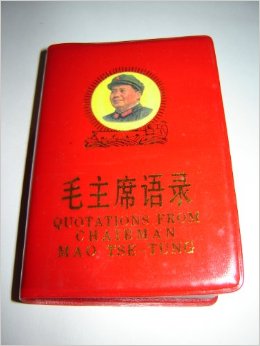 毛主席语录
QUOTATIONS FROM
CHAIRMAN
MAO TSE-TUNG